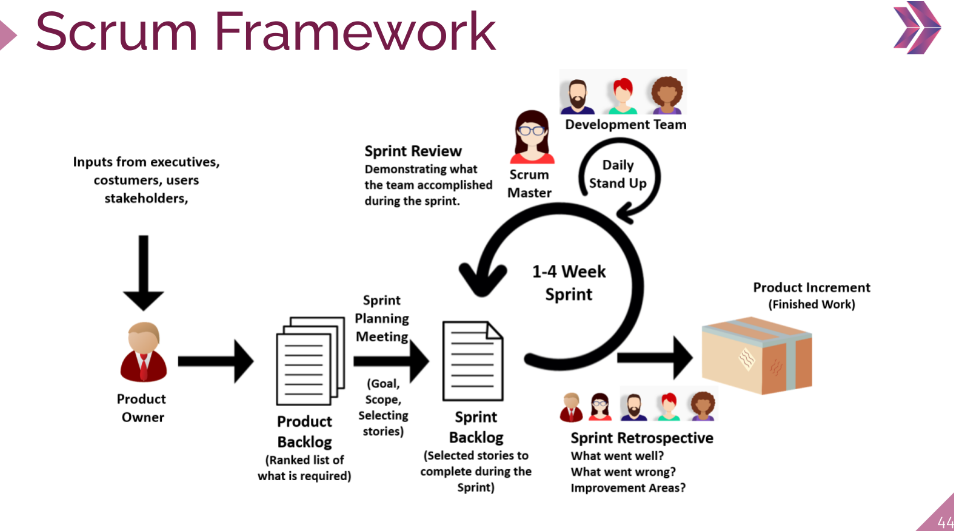 Scrum Framework
Inputs from executives,
costumers, users
stakeholders,
Product
Owner
Product
Backlog
(Ranked list of
what is required)
Sprint
Planning
Meeting
(Goal,
Scope,
Selecting
stories)
Sprint
Backlog
(Selected stories to
complete during the
Sprint)
Sprint Review
Demonstrating what
the team accomplished
during the sprint.
Scrum
Master
Development Team
Daily
Stand Up
1-4 Week
Sprint
Product Increment
(Finished Work)
Sprint Retrospective
What went well?
What went wrong?
Improvement Areas?
44